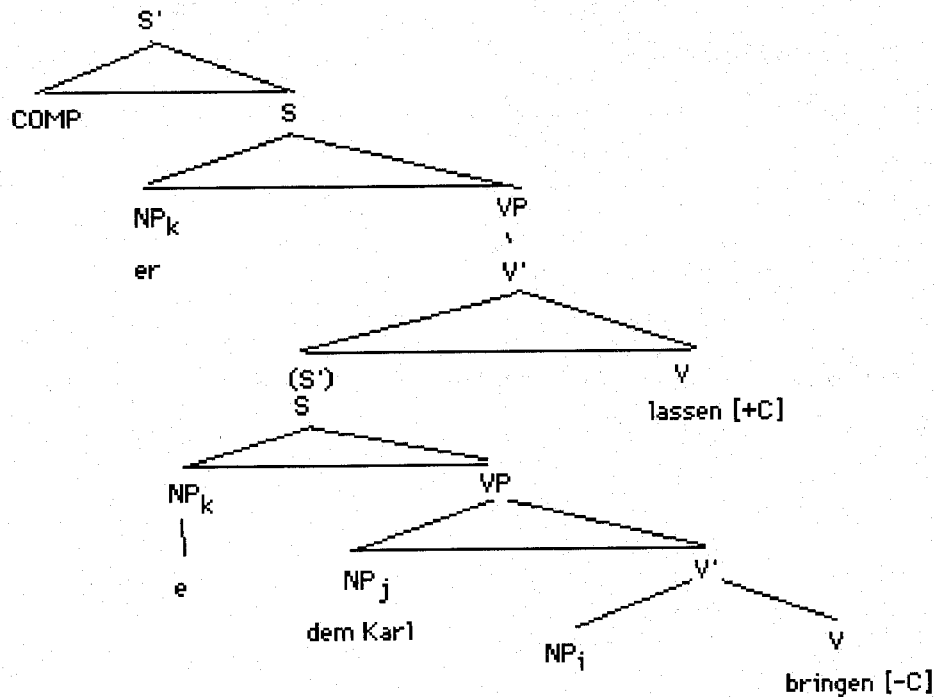 S'
COMP S
NPk VP
er
V'
(S') V
S lassen [+C]
NPk VP
e NPj V'
dem Karl
NPi V
bringen [-C]